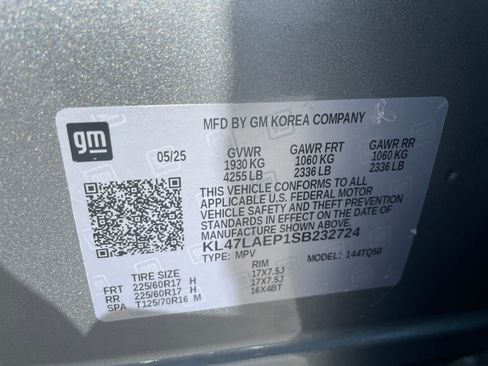 gm
MFD BY GM KOREA COMPANY
05/25 GVWR GAWR FRT GAWR RR
1930 KG 1060 KG 1060 KG
4255 LB 2336 LB 2336 LB
THIS VEHICLE CONFORMS TO ALL
APPLICABLE U.S. FEDERAL MOTOR
VEHICLE SAFETY AND THEFT
PREVENTION STANDARDS IN EFFECT ON
THE DATE OF MANUFACTURE SHOWN ABOVE.
KL47LAEP1SB232724
TYPE: MPV MODEL: 144TQ58
TIRE SIZE RIM
FRT 225/60R17 H 17X7.5J
RR 225/60R17 H 17X7.5J
SPA T125/70R16 M 16X4BT